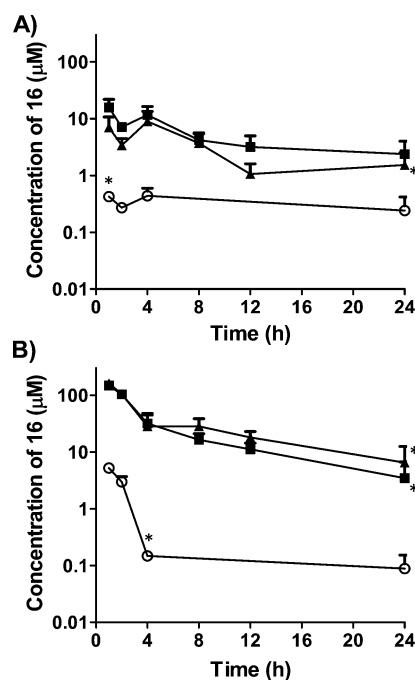 A)
Concentration of 16 (μM)
100
10
1
0.1
0.01
*
*
0 4 8 12 16 20 24
Time (h)
B)
Concentration of 16 (μM)
100
10
1
0.1
0.01
*
*
*
0 4 8 12 16 20 24
Time (h)